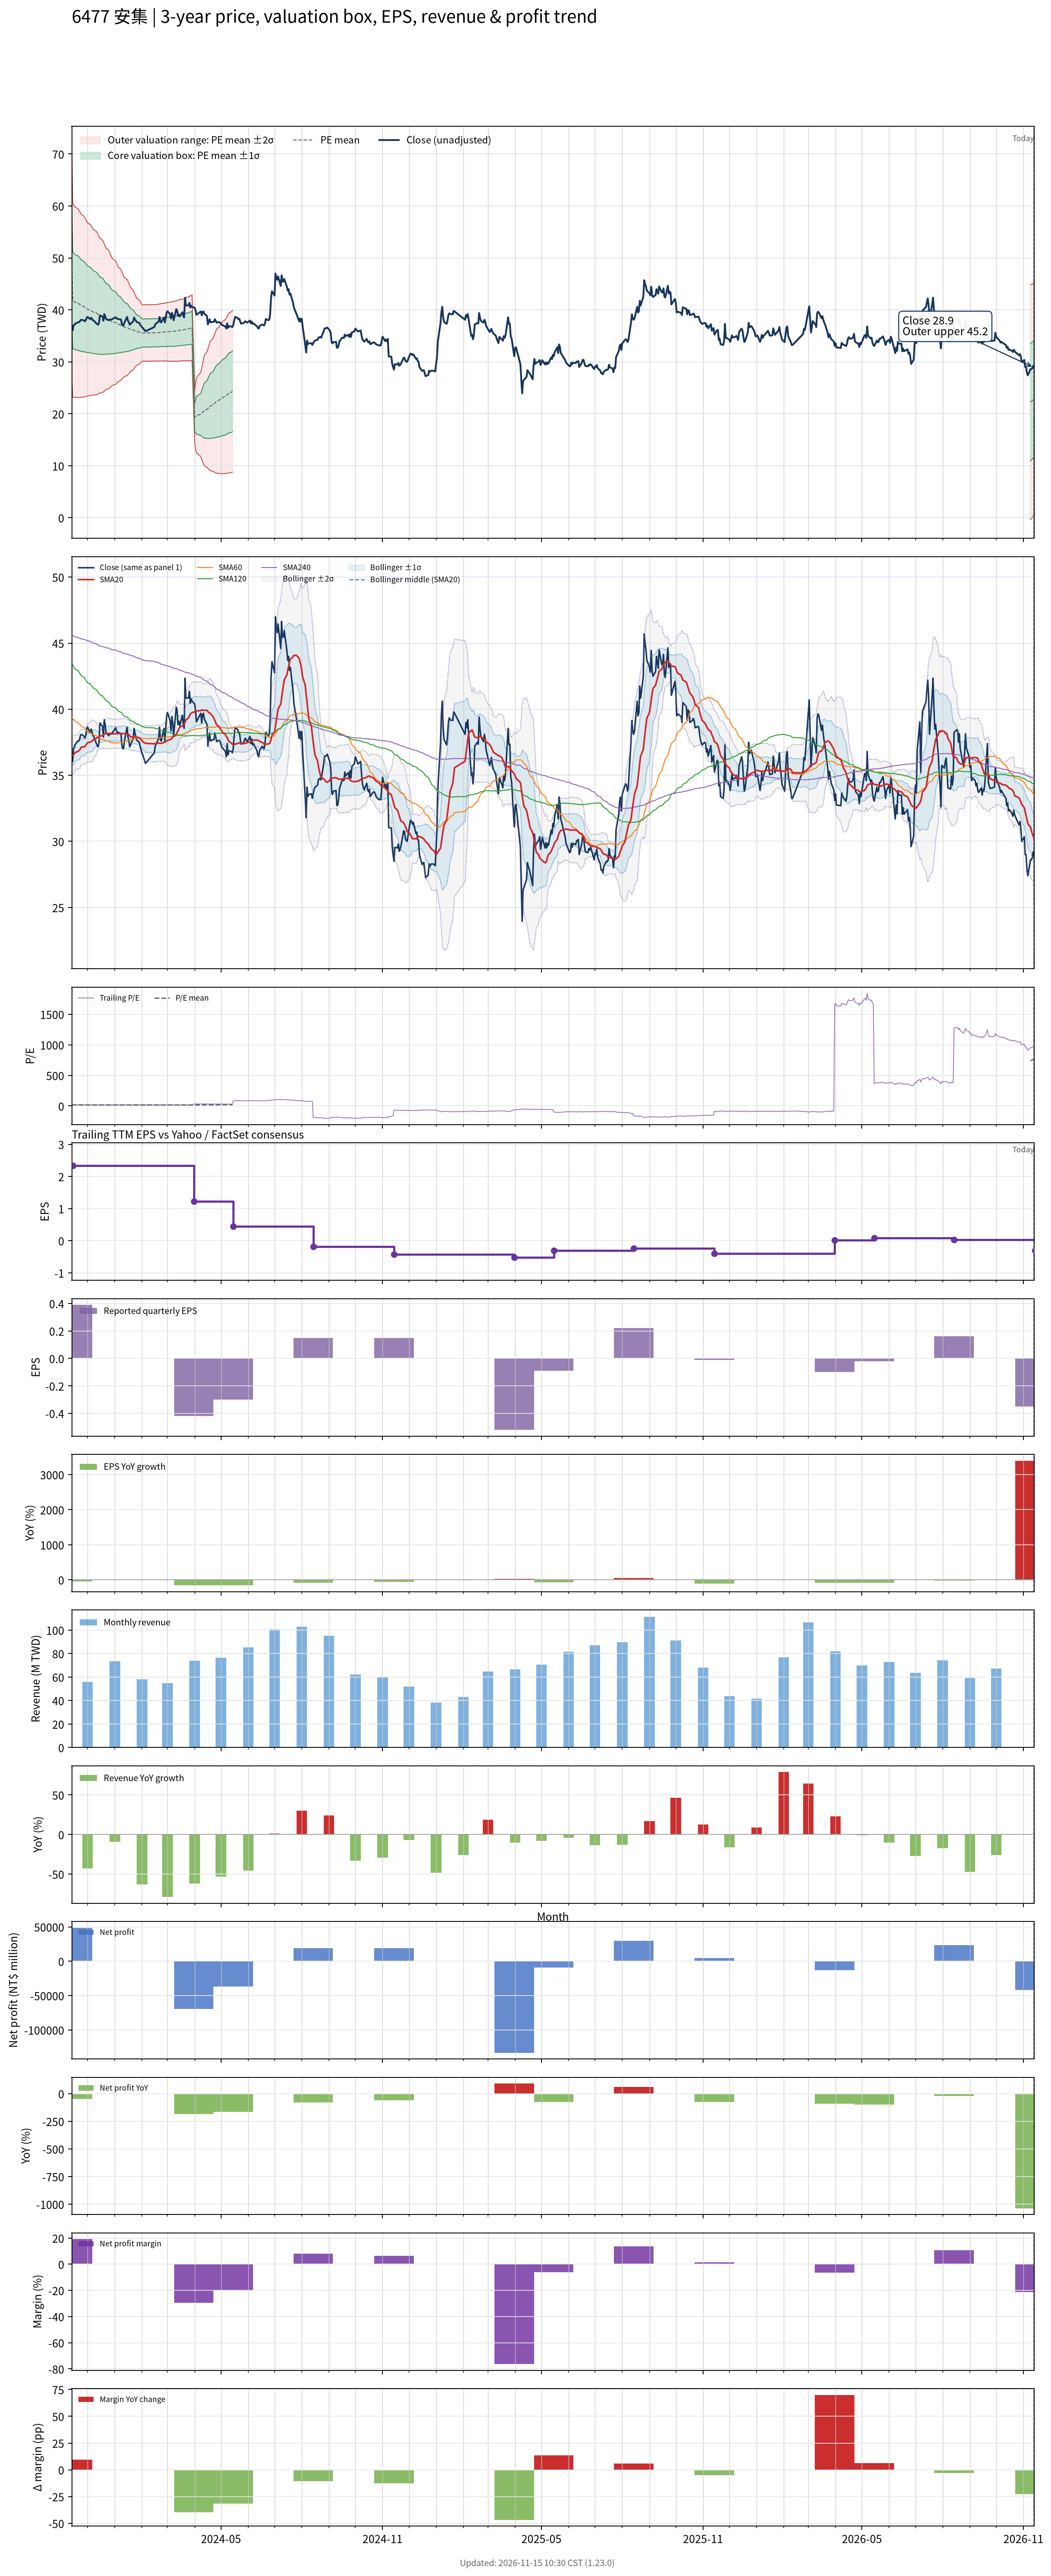 6477 安集 | 3-year price, valuation box, EPS, revenue & profit trend
Outer valuation range: PE mean ±2σ
PE mean
Close (unadjusted)
Core valuation box: PE mean ±1σ
Today
70
60
50
40
30
20
10
0
Price (TWD)
Close 28.9
Outer upper 45.2
Close (same as panel 1)
SMA20
SMA60
SMA120
SMA240
Bollinger ±2σ
Bollinger ±1σ
Bollinger middle (SMA20)
50
45
40
35
30
25
Price
Trailing P/E
P/E mean
1500
1000
500
0
P/E
Trailing TTM EPS vs Yahoo / FactSet consensus
Today
3
2
1
0
-1
EPS
Reported quarterly EPS
0.4
0.2
0.0
-0.2
-0.4
EPS
EPS YoY growth
3000
2000
1000
0
YoY (%)
Monthly revenue
100
80
60
40
20
0
Revenue (M TWD)
Revenue YoY growth
50
0
-50
YoY (%)
Month
Net profit
50000
0
-50000
-100000
Net profit (NT$ million)
Net profit YoY
0
-250
-500
-750
-1000
YoY (%)
Net profit margin
20
0
-20
-40
-60
-80
Margin (%)
Margin YoY change
75
50
25
0
-25
-50
Δ margin (pp)
2024-05
2024-11
2025-05
2025-11
2026-05
2026-11
Updated: 2026-11-15 10:30 CST (1.23.0)